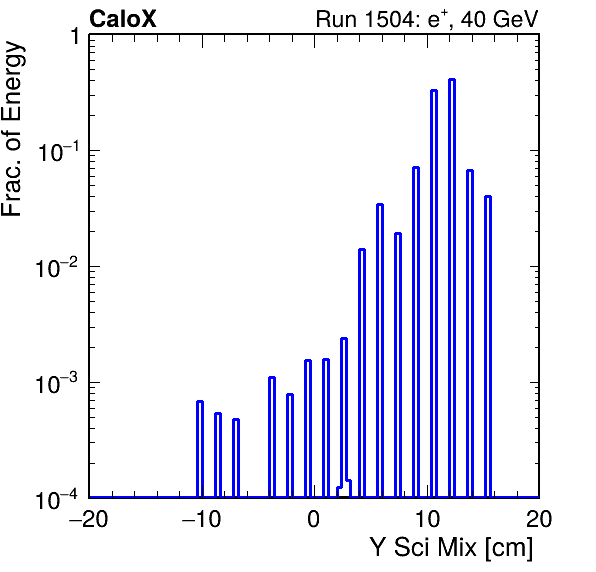 CaloX Run 1504: e⁺, 40 GeV
Frac. of Energy
1
10⁻¹
10⁻²
10⁻³
10⁻⁴
−20 −10 0 10 20
Y Sci Mix [cm]